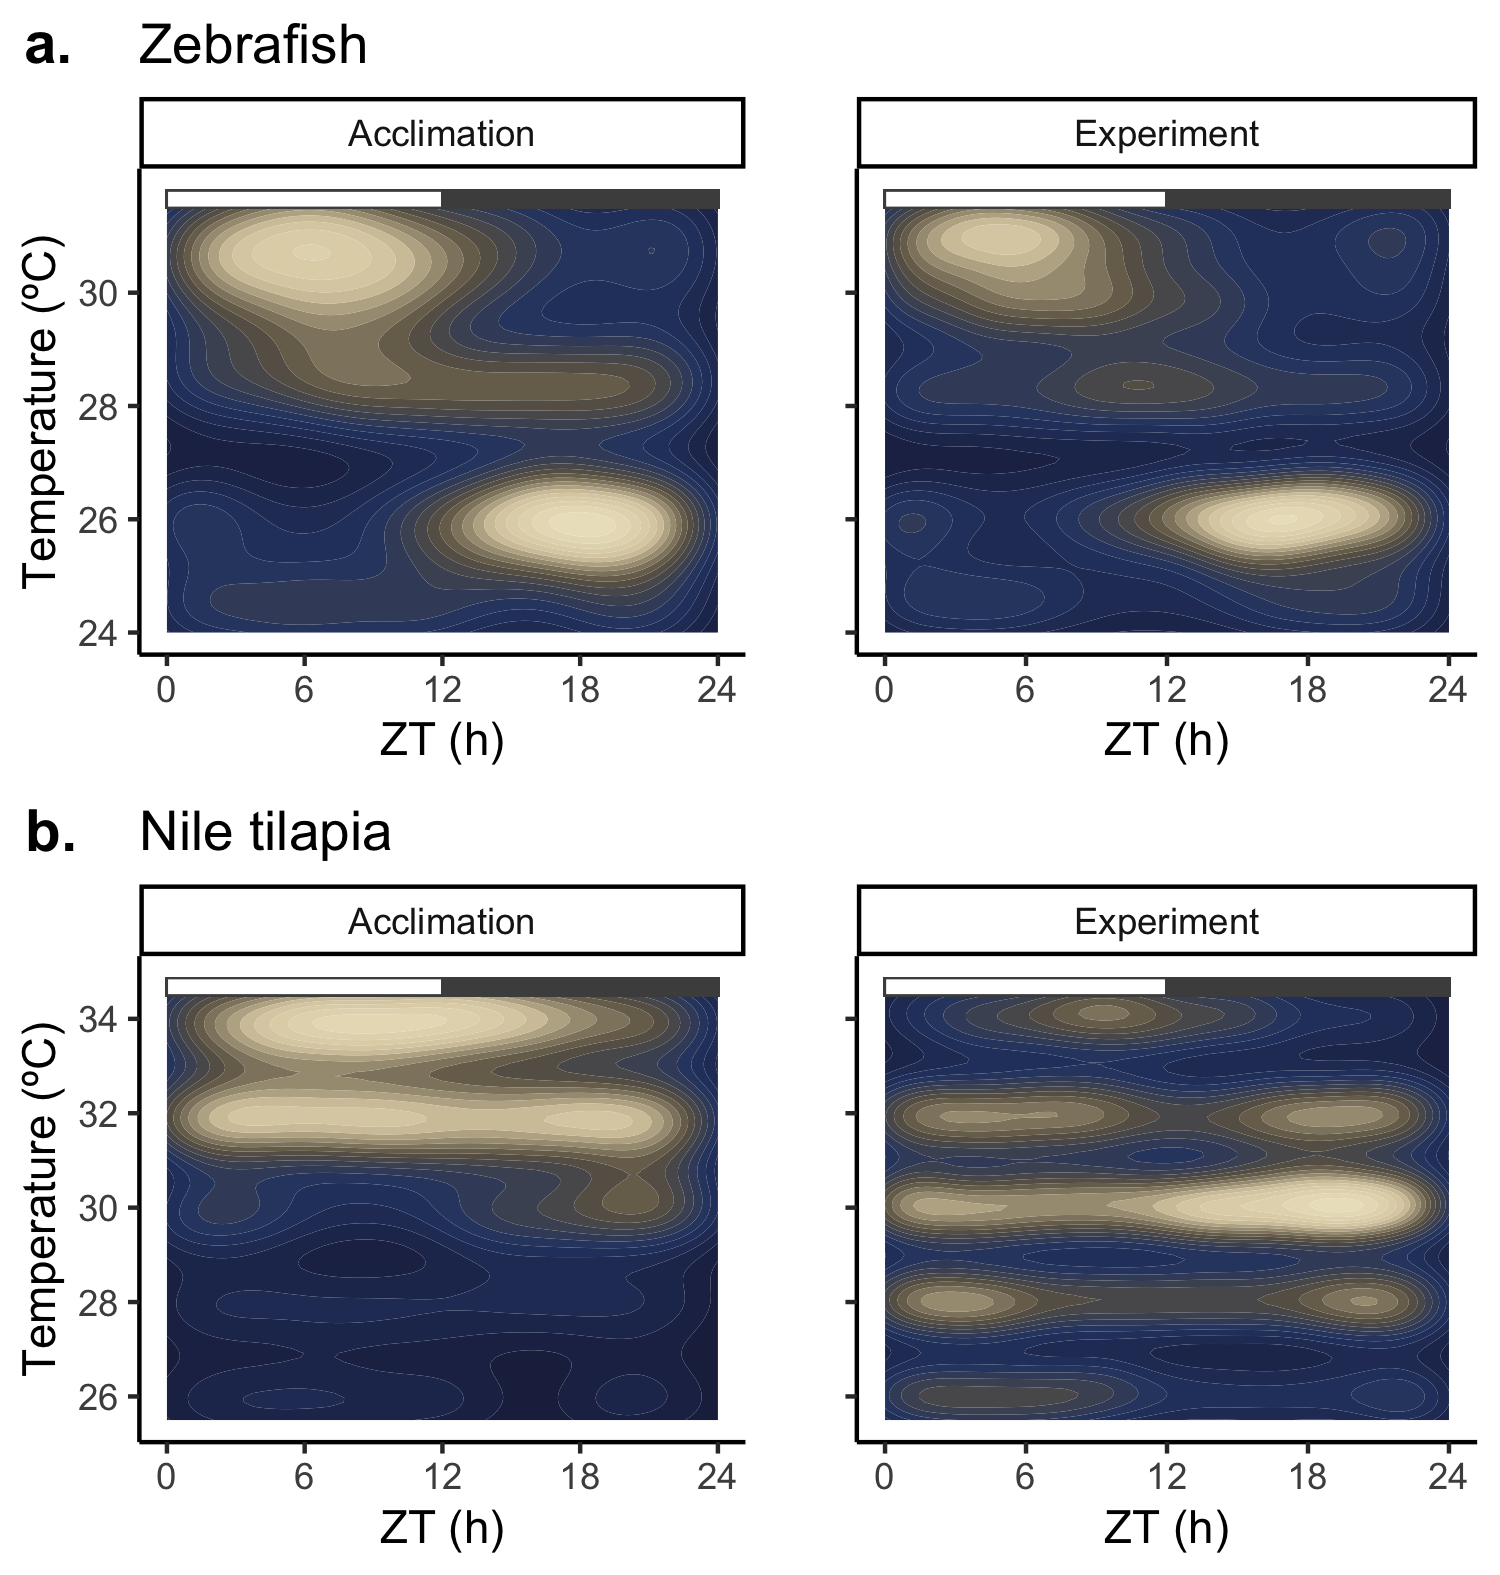 a. Zebrafish
Acclimation
Experiment
Temperature (ºC)
30
28
26
24
0 6 12 18 24
0 6 12 18 24
ZT (h)
ZT (h)
b. Nile tilapia
Acclimation
Experiment
Temperature (ºC)
34
32
30
28
26
0 6 12 18 24
0 6 12 18 24
ZT (h)
ZT (h)